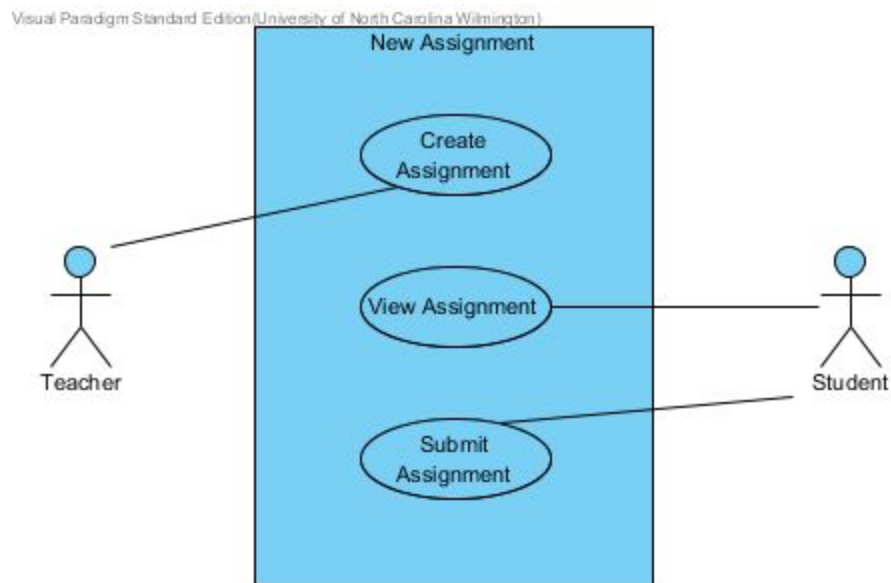 Visual Paradigm Standard Edition(University of North Carolina Wilmington)
New Assignment
Create
Assignment
View Assignment
Teacher
Student
Submit
Assignment